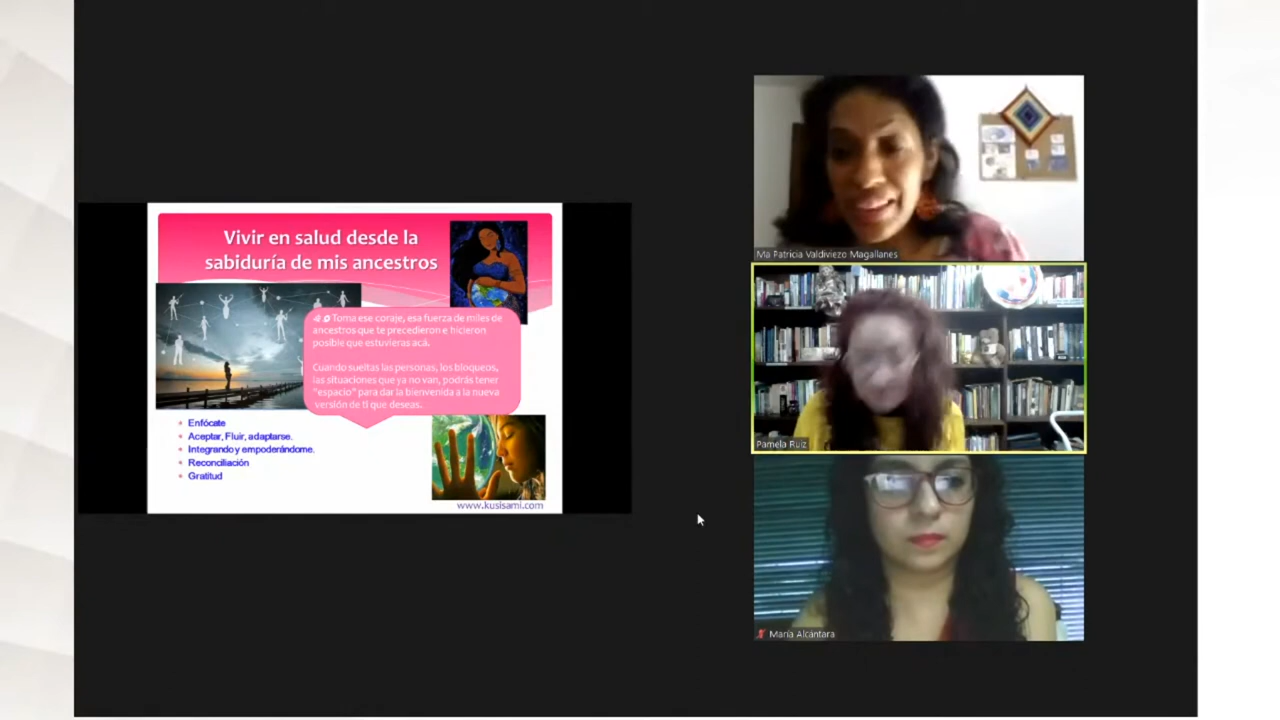 Vivir en salud desde la
sabiduría de mis ancestros
Toma ese coraje, esa fuerza de miles de
ancestros que te precedieron e hicieron
posible que estuvieras acá.
Cuando sueltas las personas, los bloqueos,
las situaciones que ya no van, podrás tener
"espacio" para dar la bienvenida a la nueva
versión de ti que deseas.
Enfócate
Aceptar, Fluir, adaptarse.
Integrando y empoderándome.
Reconciliación
Gratitud
www.kusisami.com
Ma Patricia Valdiviezo Magallanes
Pamela Ruiz
María Alcántara